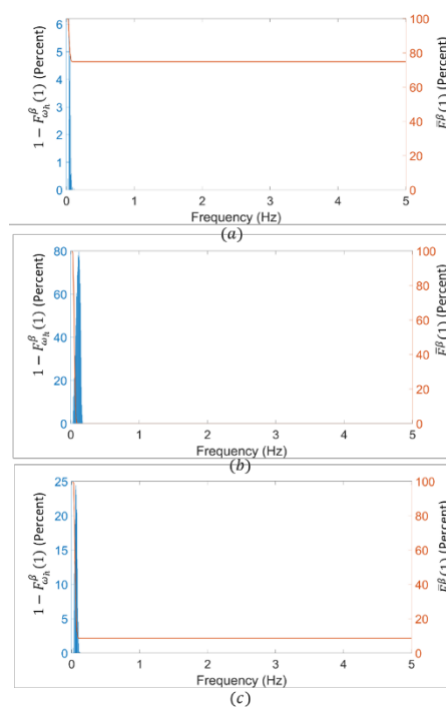 1 − F^β_ω_h(1) (Percent)
6
5
4
3
2
1
0
100
80
60
40
20
0
F̄^β(1) (Percent)
0 1 2 3 4 5
Frequency (Hz)
(a)
1 − F^β_ω_h(1) (Percent)
80
60
40
20
0
100
80
60
40
20
0
F̄^β(1) (Percent)
0 1 2 3 4 5
Frequency (Hz)
(b)
1 − F^β_ω_h(1) (Percent)
25
20
15
10
5
0
100
80
60
40
20
0
F̄^β(1) (Percent)
0 1 2 3 4 5
Frequency (Hz)
(c)